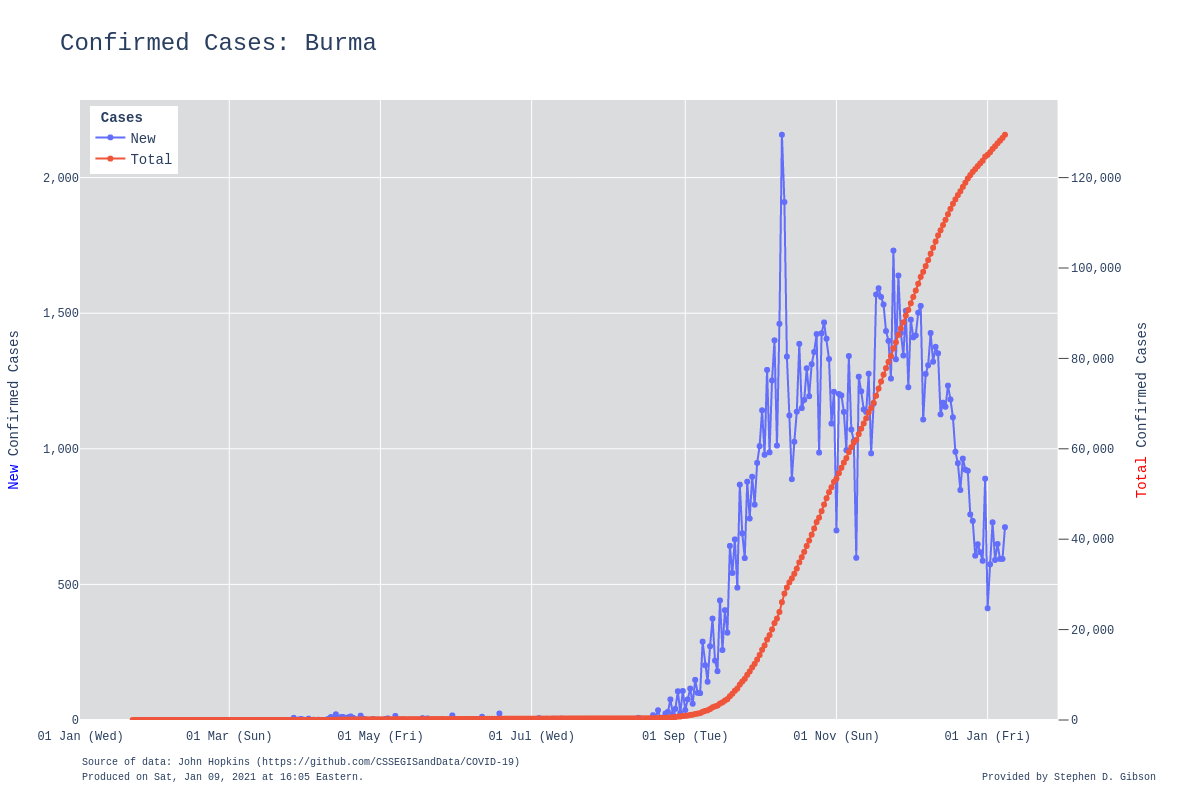 Confirmed Cases: Burma
Cases
New
Total
2,000
1,500
1,000
500
0
New Confirmed Cases
120,000
100,000
80,000
60,000
40,000
20,000
0
Total Confirmed Cases
01 Jan (Wed) 01 Mar (Sun) 01 May (Fri) 01 Jul (Wed) 01 Sep (Tue) 01 Nov (Sun) 01 Jan (Fri)
Source of data: John Hopkins (https://github.com/CSSEGISandData/COVID-19)
Produced on Sat, Jan 09, 2021 at 16:05 Eastern.
Provided by Stephen D. Gibson